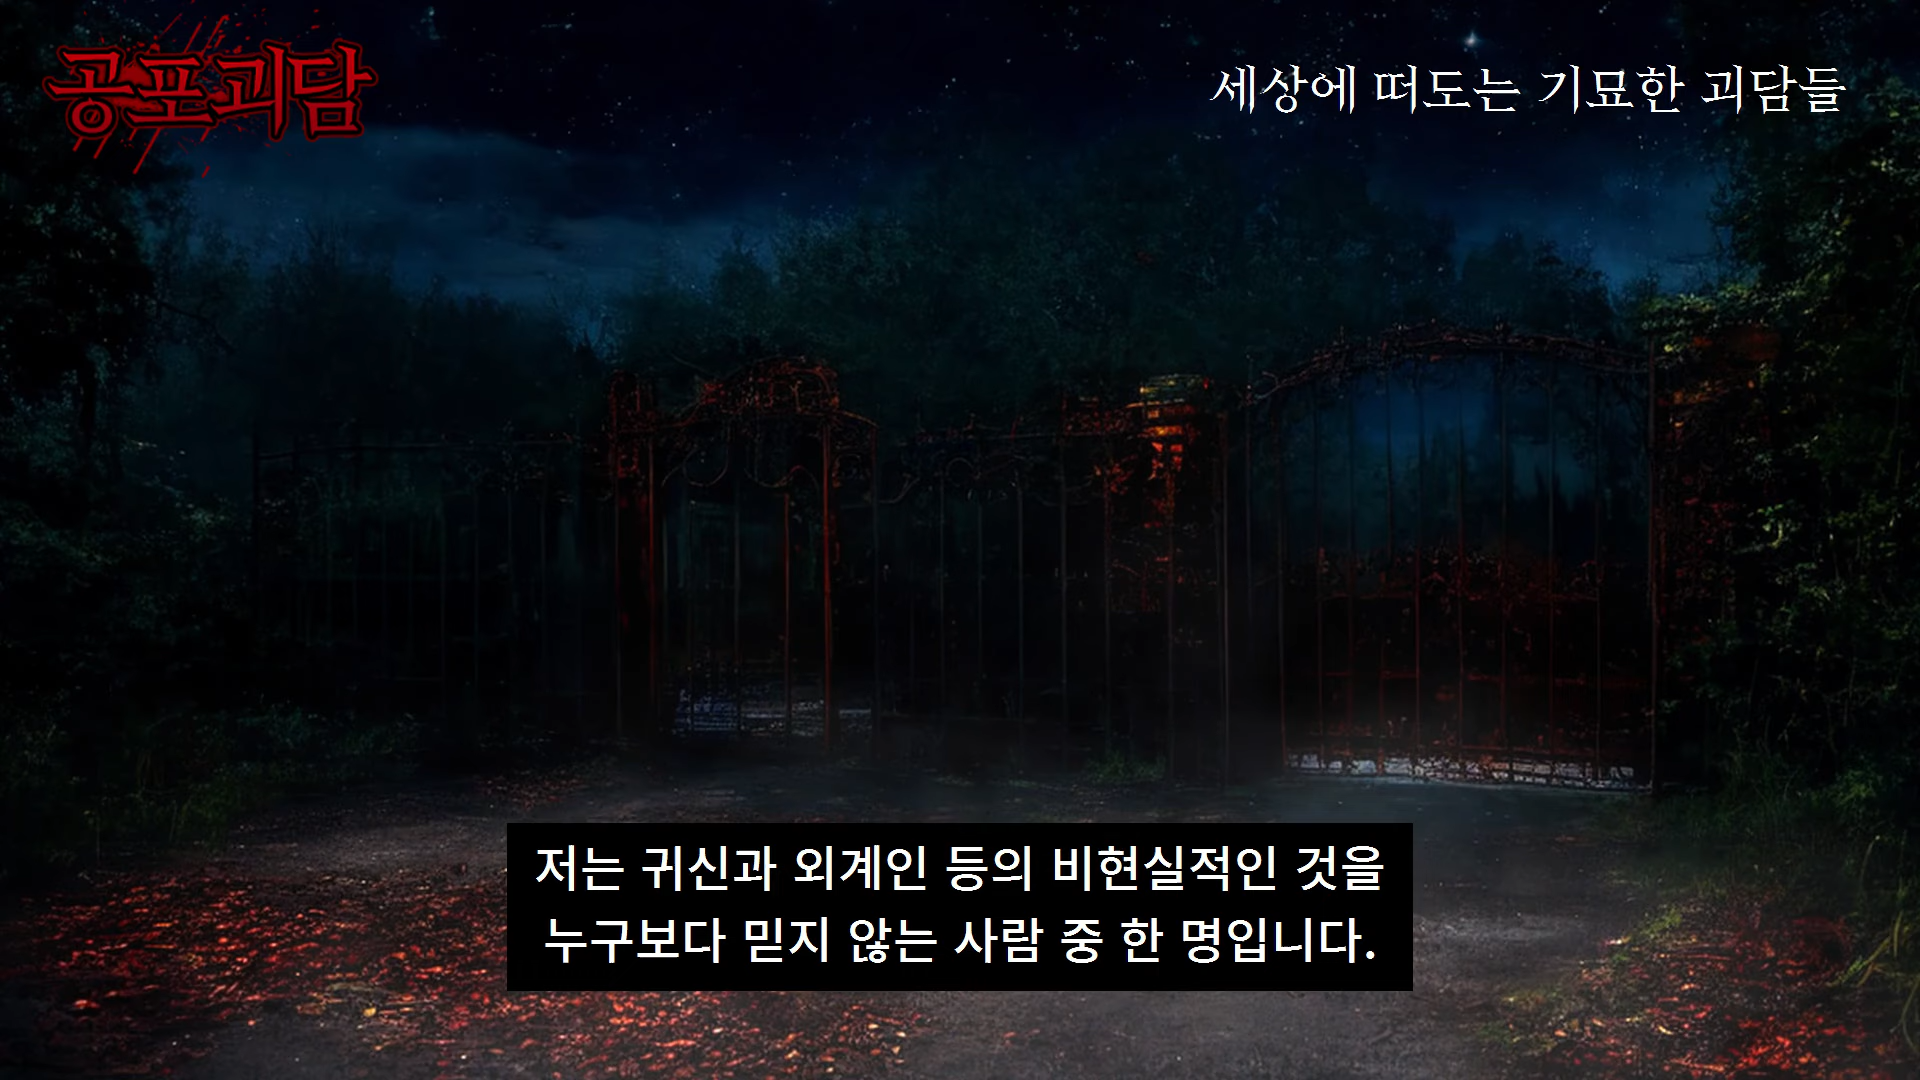 공포괴담
세상에 떠도는 기묘한 괴담들
저는 귀신과 외계인 등의 비현실적인 것을
누구보다 믿지 않는 사람 중 한 명입니다.